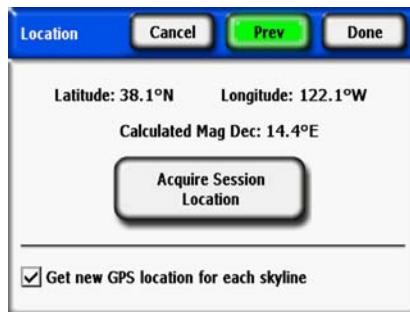 Location Cancel Prev Done
Latitude: 38.1°N Longitude: 122.1°W
Calculated Mag Dec: 14.4°E
Acquire Session
Location
Get new GPS location for each skyline